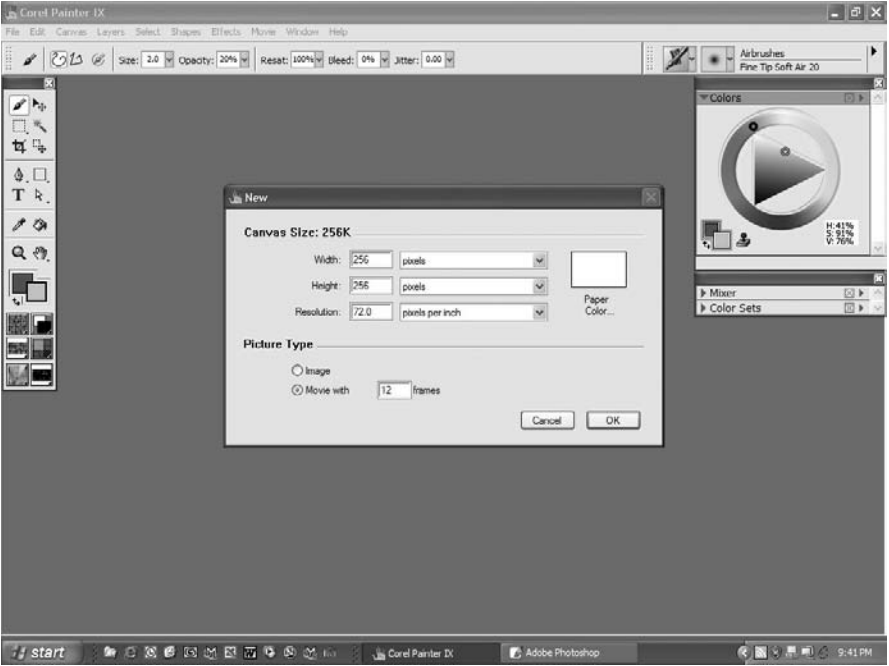 Corel Painter IX
File Edit Canvas Layers Select Shapes Effects Movie Window Help
Size: 2.0 Opacity: 20% Resat: 100% Bleed: 0% Jitter: 0.00
Airbrushes
Fine Tip Soft Air 20
Colors
H:41%
S: 91%
V: 76%
Mixer
Color Sets
T
New
Canvas Size: 256K
Width: 256 pixels
Height: 256 pixels
Resolution: 72.0 pixels per inch
Paper
Color...
Picture Type
Image
Movie with 12 frames
Cancel OK
start Corel Painter IX Adobe Photoshop 9:41 PM